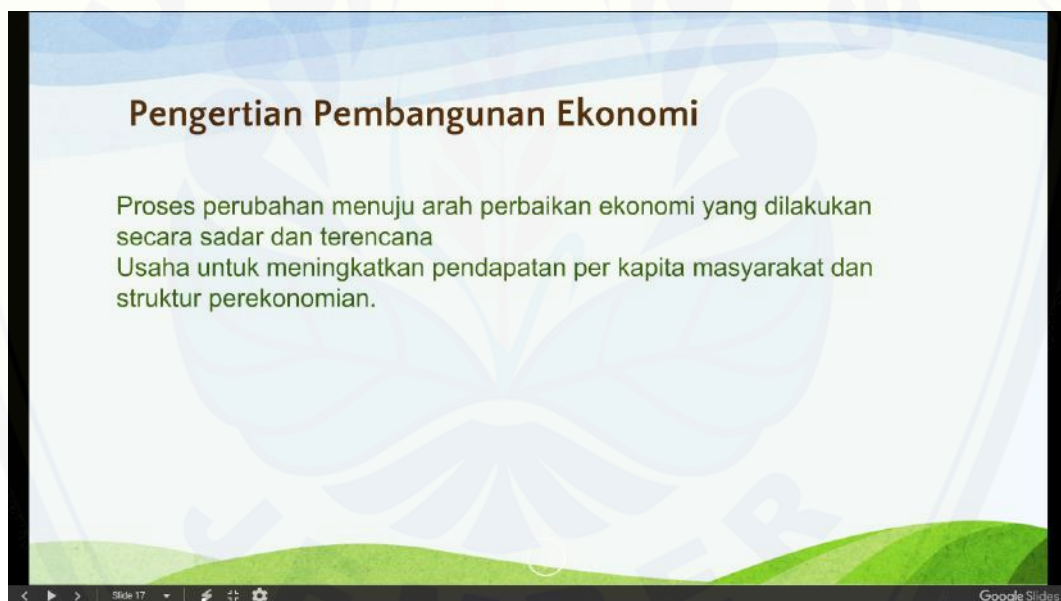 Pengertian Pembangunan Ekonomi
Proses perubahan menuju arah perbaikan ekonomi yang dilakukan
secara sadar dan terencana
Usaha untuk meningkatkan pendapatan per kapita masyarakat dan
struktur perekonomian.
Slide 17
Google Slides